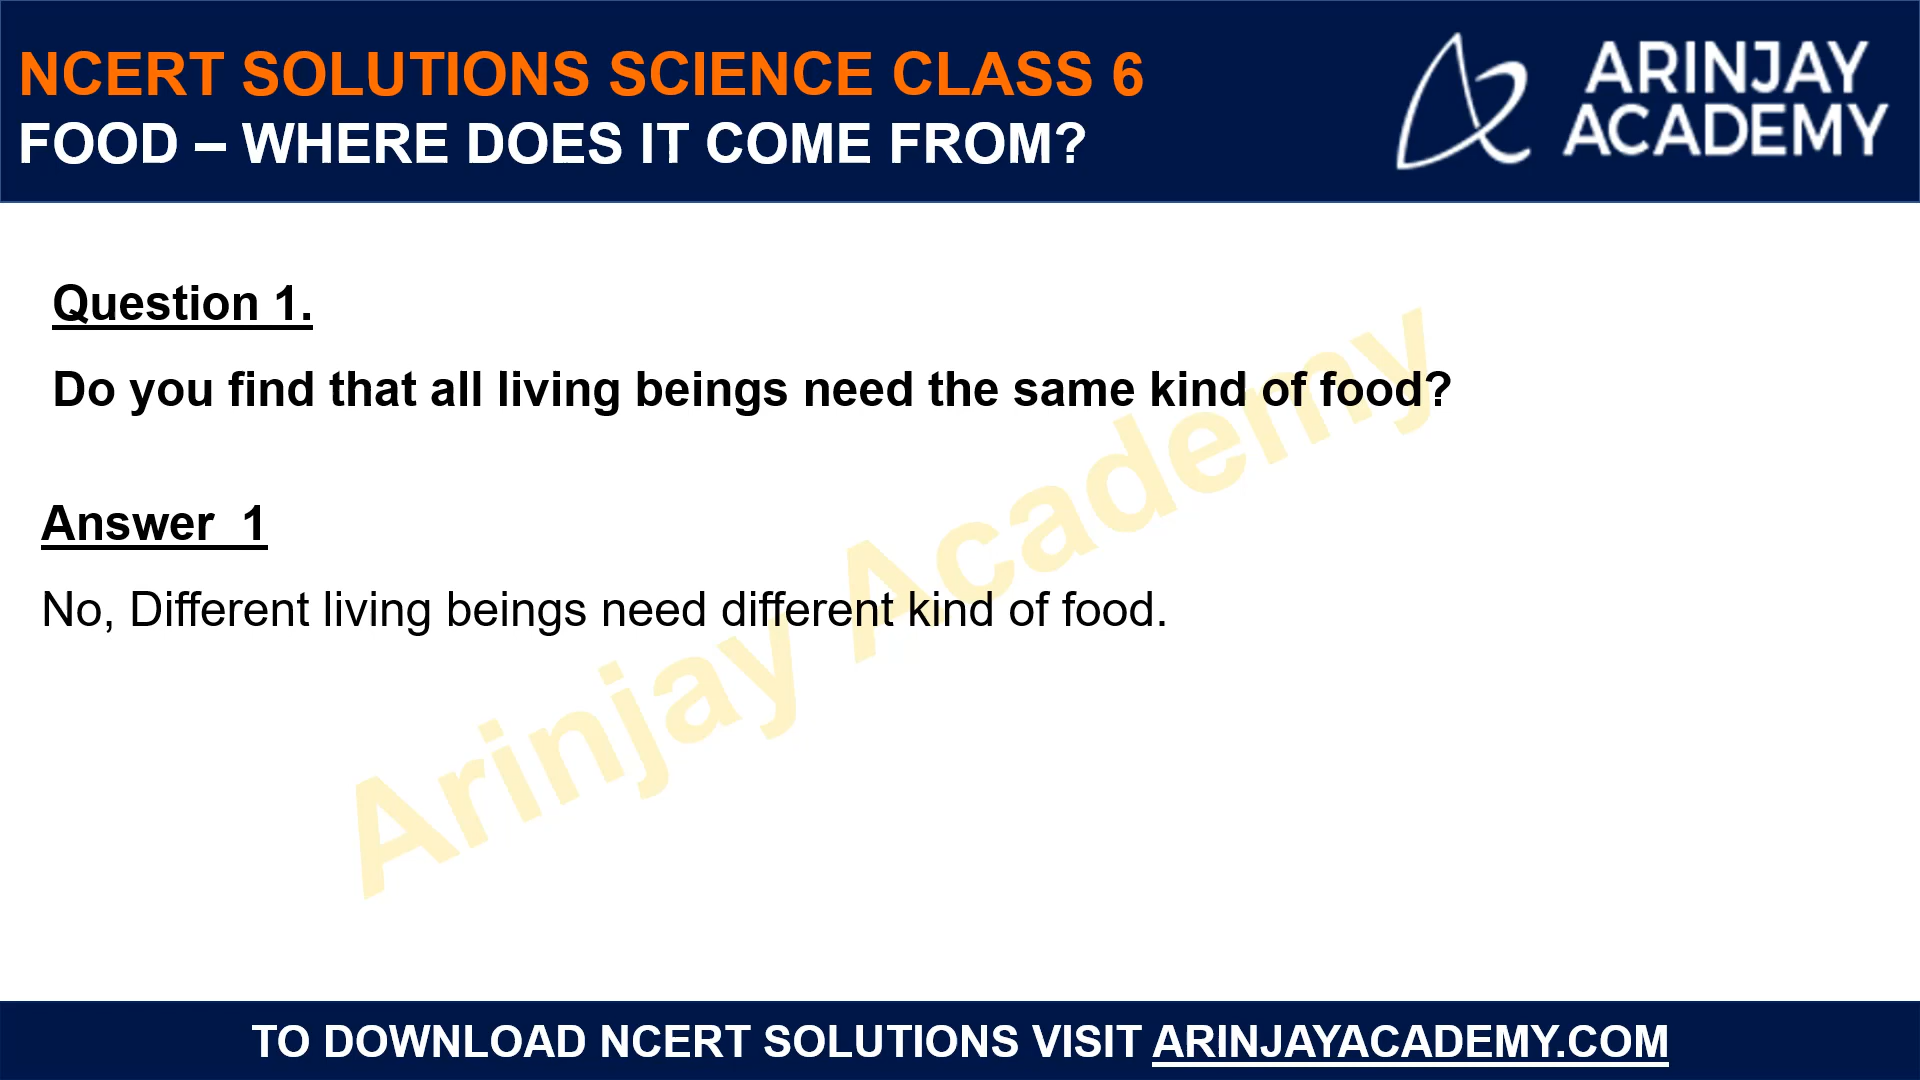 NCERT SOLUTIONS SCIENCE CLASS 6
FOOD – WHERE DOES IT COME FROM?
ARINJAY
ACADEMY
Question 1.
Do you find that all living beings need the same kind of food?
Answer  1
No, Different living beings need different kind of food.
Arinjay Academy
TO DOWNLOAD NCERT SOLUTIONS VISIT ARINJAYACADEMY.COM